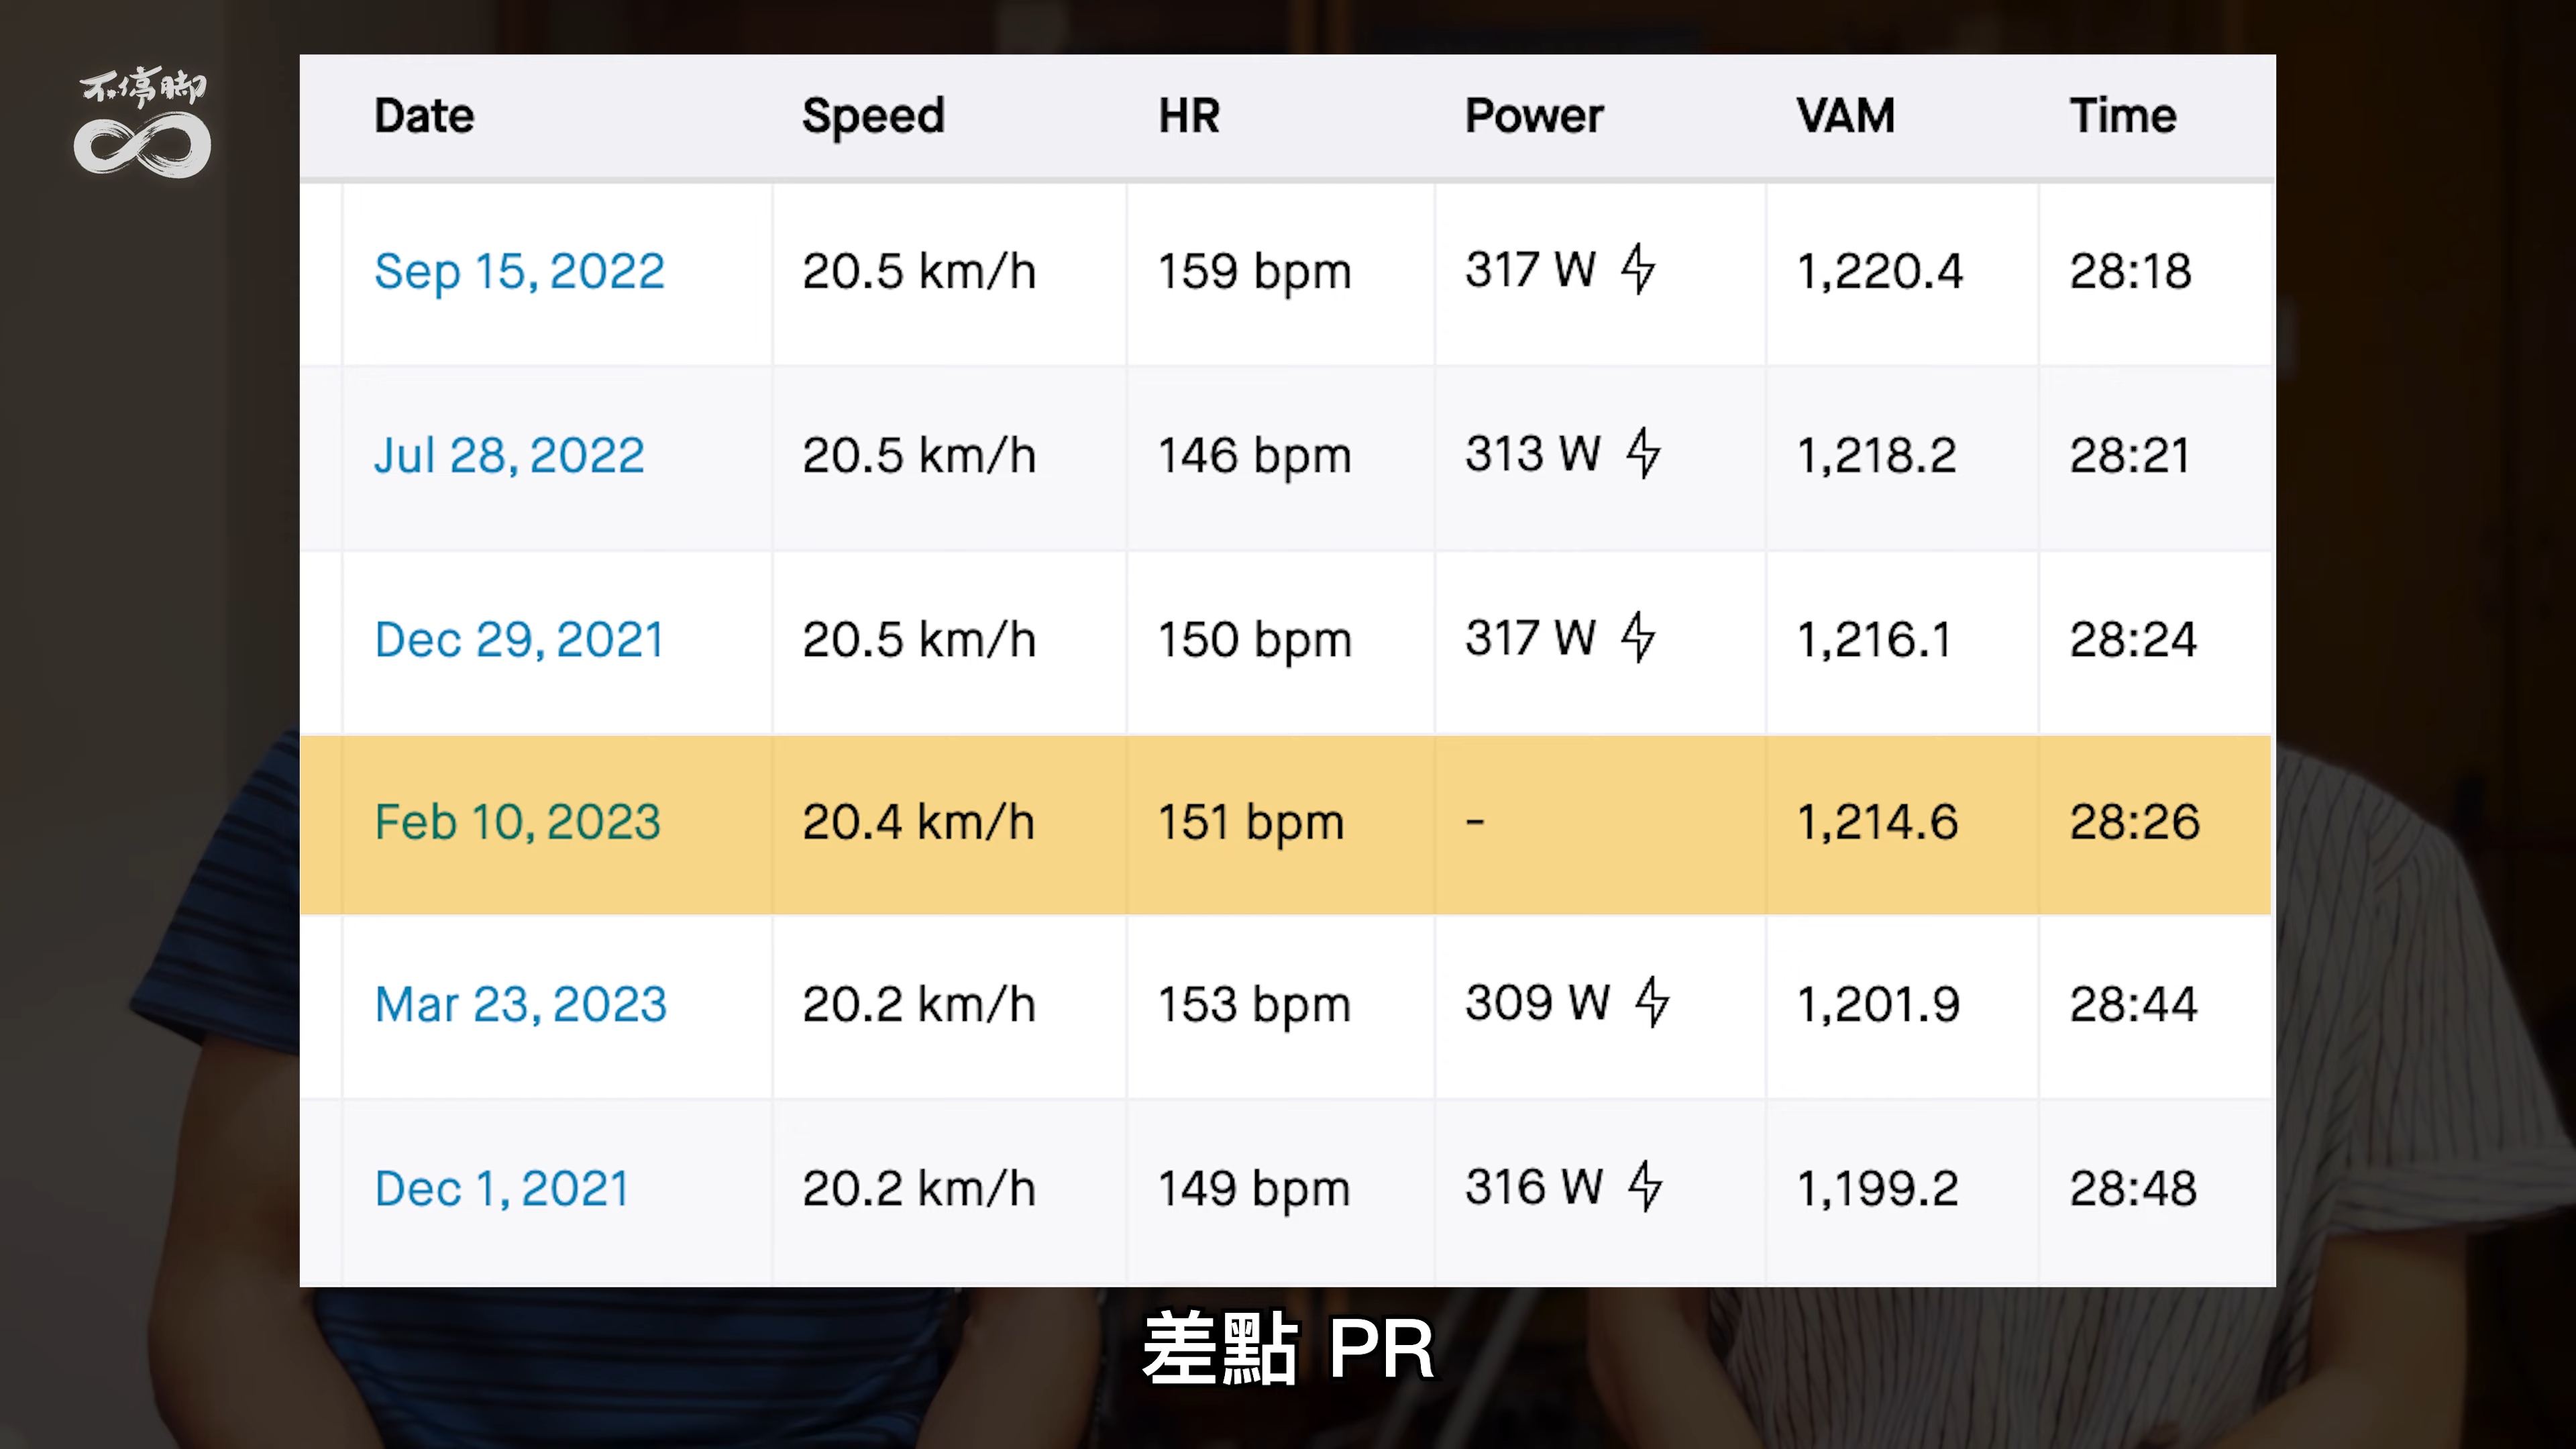 不停腳
Date Speed HR Power VAM Time
Sep 15, 2022 20.5 km/h 159 bpm 317 W 1,220.4 28:18
Jul 28, 2022 20.5 km/h 146 bpm 313 W 1,218.2 28:21
Dec 29, 2021 20.5 km/h 150 bpm 317 W 1,216.1 28:24
Feb 10, 2023 20.4 km/h 151 bpm - 1,214.6 28:26
Mar 23, 2023 20.2 km/h 153 bpm 309 W 1,201.9 28:44
Dec 1, 2021 20.2 km/h 149 bpm 316 W 1,199.2 28:48
差點 PR